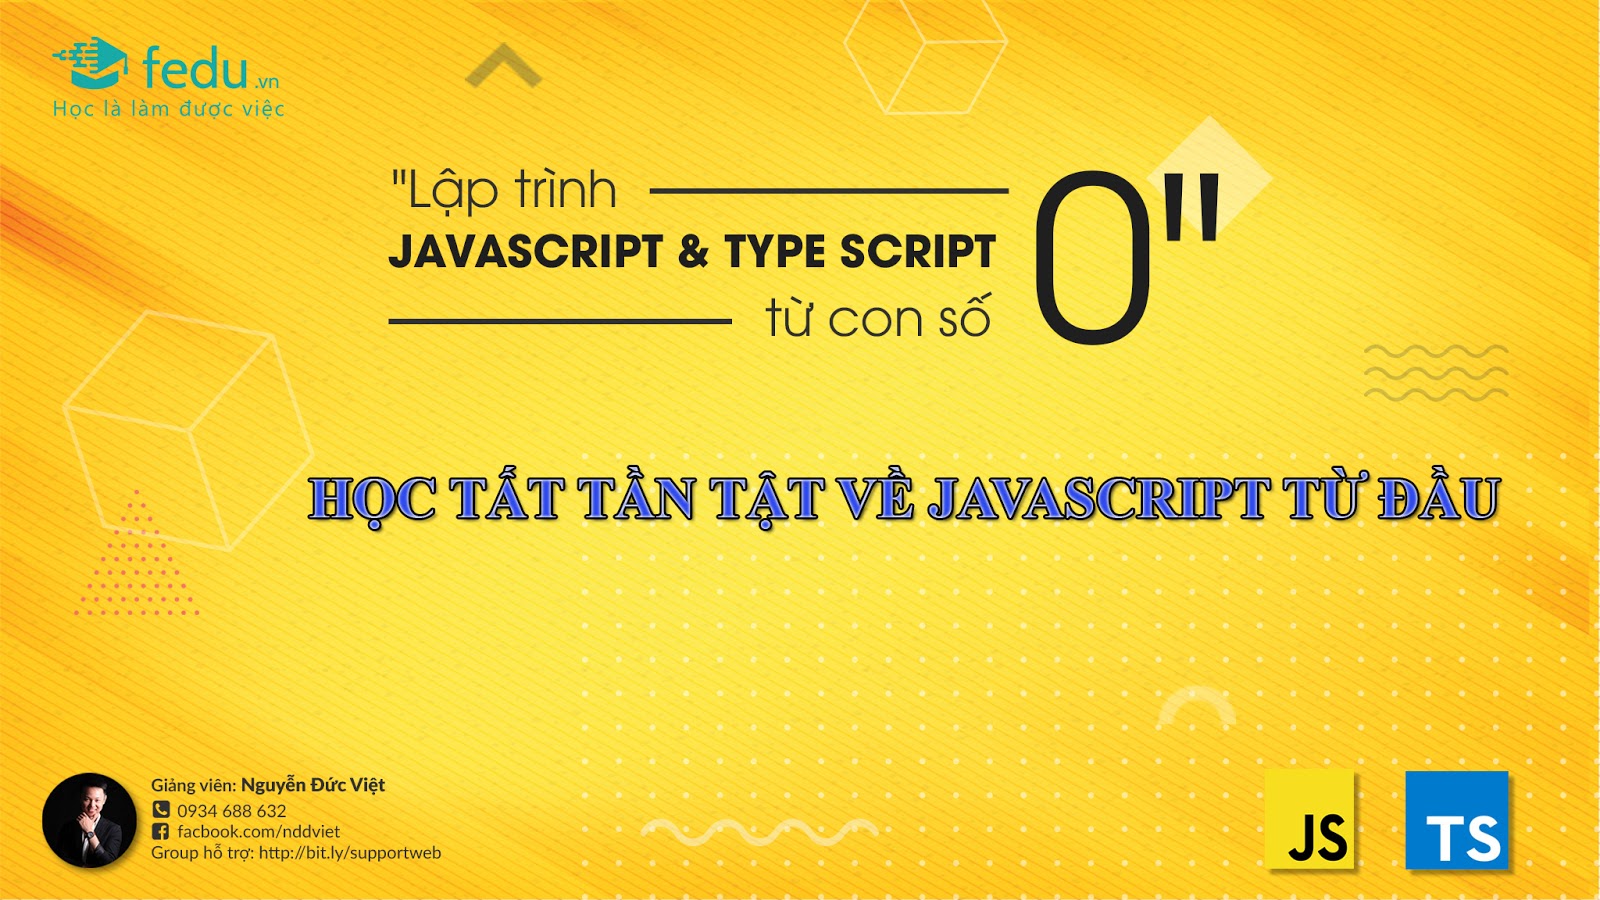 fedu.vn
Học là làm được việc
"Lập trình
JAVASCRIPT & TYPE SCRIPT
từ con số
0"
HỌC TẤT TẦN TẬT VỀ JAVASCRIPT TỪ ĐẦU
Giảng viên: Nguyễn Đức Việt
0934 688 632
facbook.com/nddviet
Group hỗ trợ: http://bit.ly/supportweb
JS
TS